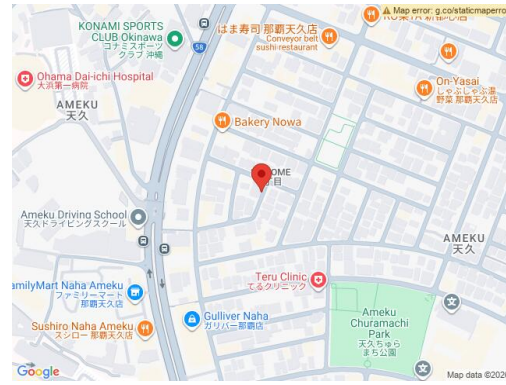 Map error: g.co/staticmaperro
KONAMI SPORTS
CLUB Okinawa
コナミスポーツ
クラブ 沖縄
58
はま寿司 那覇天久店
Conveyor belt
sushi restaurant
Ohama Dai-ichi Hospital
大浜第一病院
AMEKU
天久
On-Yasai
しゃぶしゃぶ温
野菜 那覇天久店
Bakery Nowa
OME
丁目
Ameku Driving School
天久ドライビングスクール
AMEKU
天久
Teru Clinic
てるクリニック
amilyMart Naha Ameku
ファミリーマート
那覇天久店
Gulliver Naha
ガリバー那覇店
Ameku
Churamachi
Park
天久ちゅら
まち公園
Sushiro Naha Ameku
スシロー 那覇天久店
Google
Map data ©2026